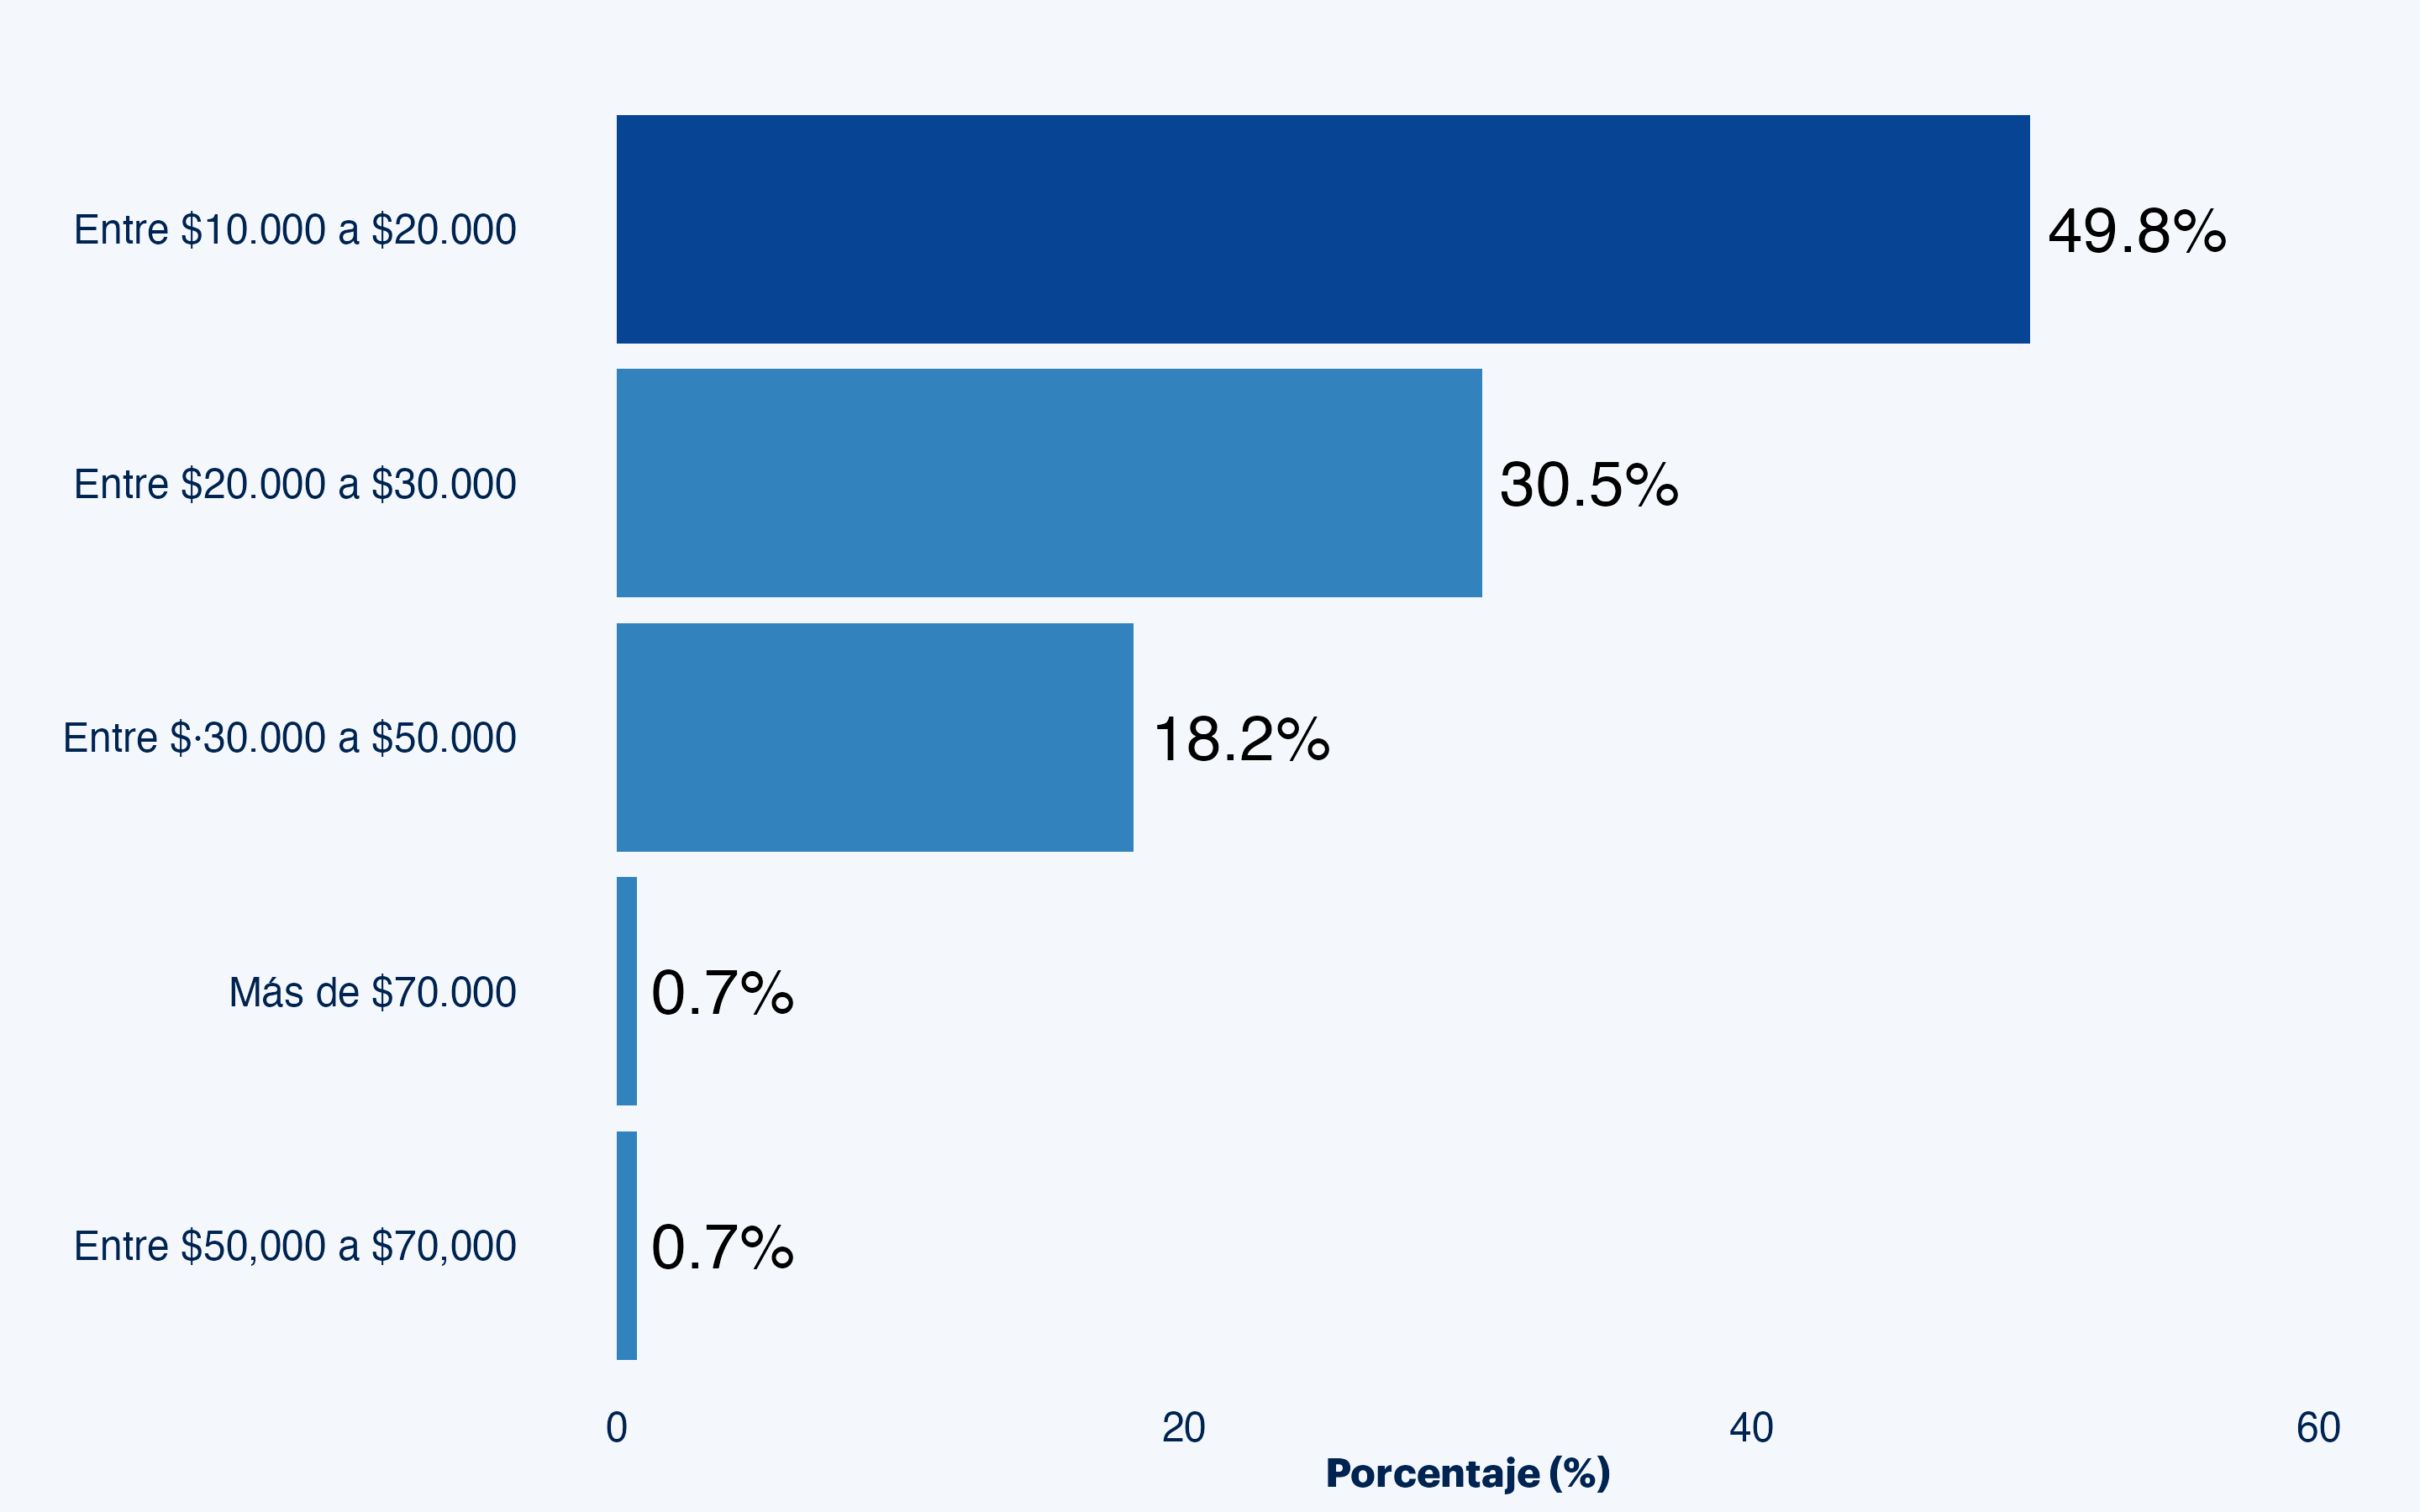 Entre $10.000 a $20.000
49.8%
Entre $20.000 a $30.000
30.5%
Entre $·30.000 a $50.000
18.2%
Más de $70.000
0.7%
Entre $50,000 a $70,000
0.7%
0 20 40 60
Porcentaje (%)